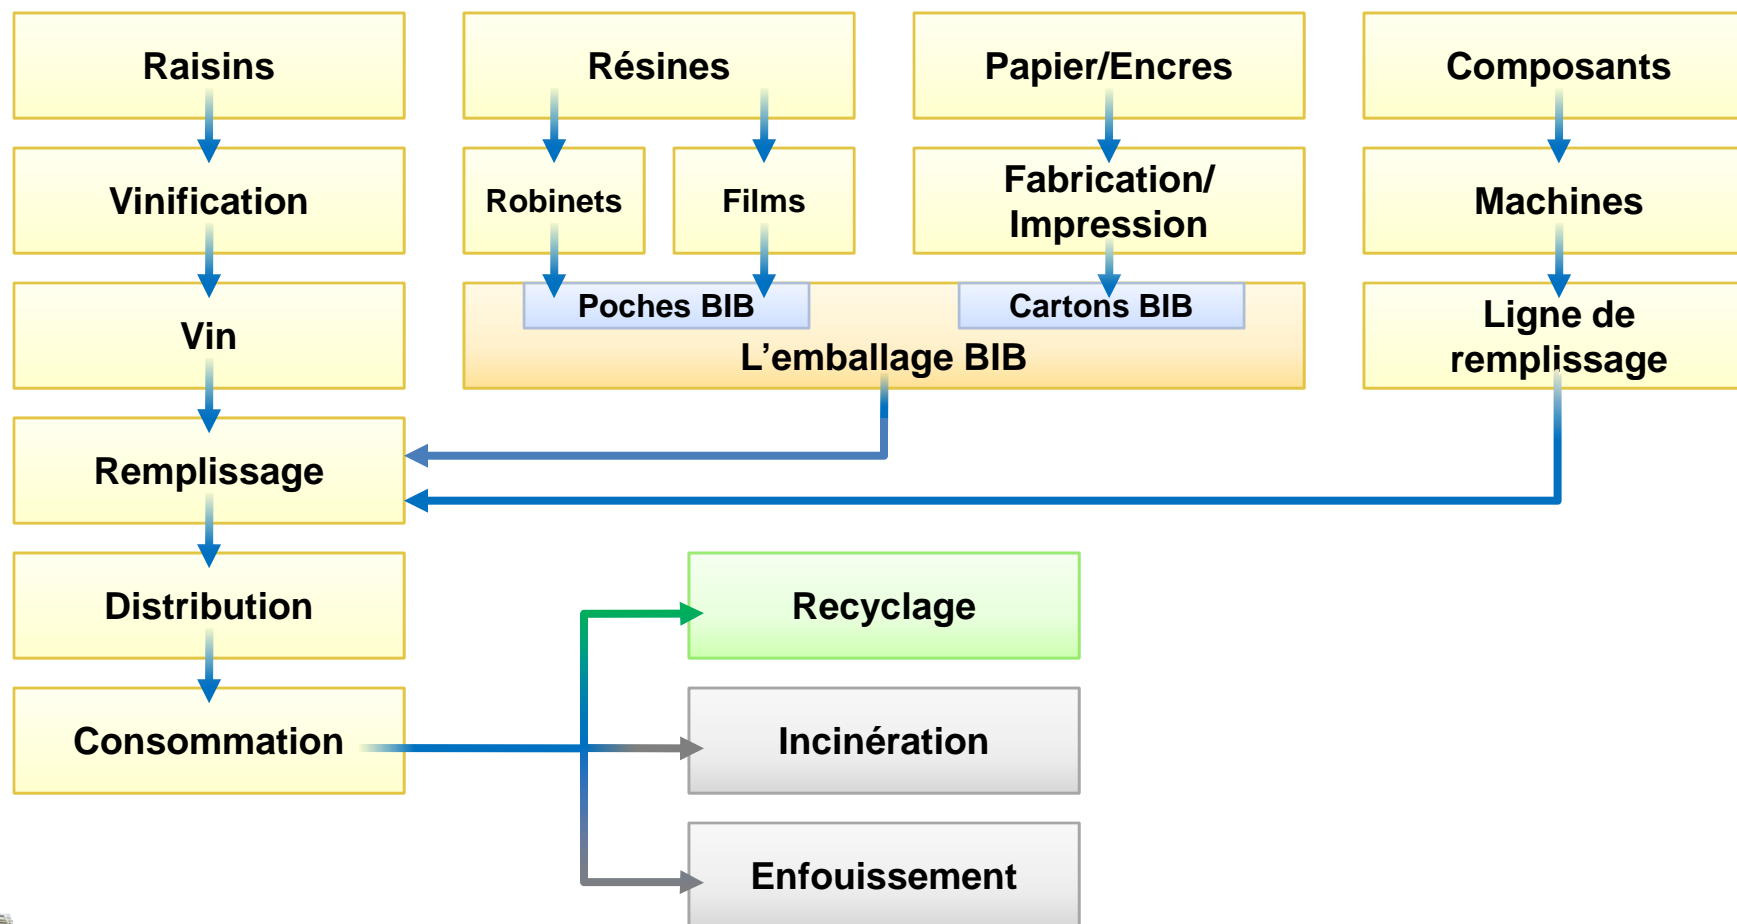 Raisins
Résines
Papier/Encres
Composants
Vinification
Robinets
Films
Fabrication/
Impression
Machines
Vin
Poches BIB
Cartons BIB
L’emballage BIB
Ligne de
remplissage
Remplissage
Distribution
Recyclage
Consommation
Incinération
Enfouissement